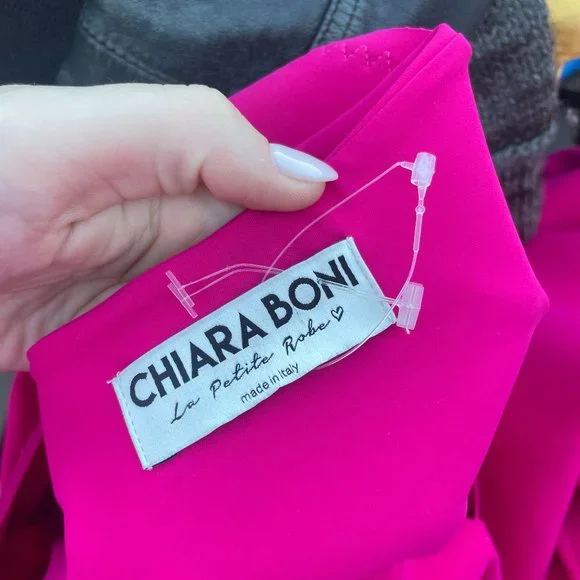 CHIARA BONI
La Petite Robe ♡
made in italy